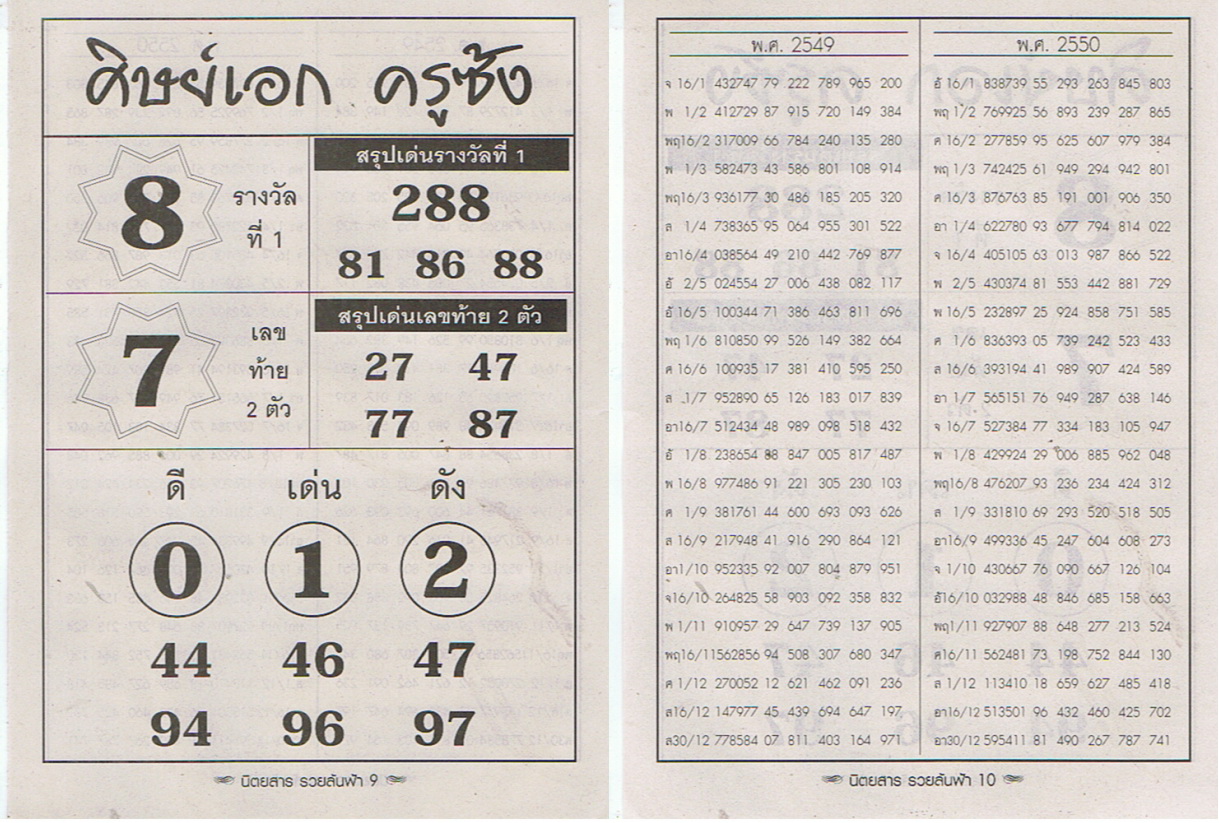 ศิษย์เอก ครูซัง
8
รางวัล
ที่ 1
สรุปเด่นรางวัลที่ 1
288
81 86 88
7
เลข
ท้าย
2 ตัว
สรุปเด่นเลขท้าย 2 ตัว
27 47
77 87
ดี เด่น ดัง
0 1 2
44 46 47
94 96 97
นิตยสาร รวยล้นฟ้า 9
พ.ศ. 2549
จ 16/1 432747 79 222 789 965 200
พ 1/2 412729 87 915 720 149 384
พฤ16/2 317009 66 784 240 135 280
พ 1/3 582473 43 586 801 108 914
พฤ16/3 936177 30 486 185 205 320
ส 1/4 738365 95 064 955 301 522
อา16/4 038564 49 210 442 769 877
อั 2/5 024554 27 006 438 082 117
อั 16/5 100344 71 386 463 811 696
พฤ 1/6 810850 99 526 149 382 664
ศ 16/6 100935 17 381 410 595 250
ส 1/7 952890 65 126 183 017 839
อา16/7 512434 48 989 098 518 432
อั 1/8 238654 88 847 005 817 487
พ 16/8 977486 91 221 305 230 103
ศ 1/9 381761 44 600 693 093 626
ส 16/9 217948 41 916 290 864 121
อา1/10 952335 92 007 804 879 951
จ16/10 264825 58 903 092 358 832
พ 1/11 910957 29 647 739 137 905
พฤ16/11562856 94 508 307 680 347
ศ 1/12 270052 12 621 462 091 236
ส16/12 147977 45 439 694 647 197
ส30/12 778584 07 811 403 164 971
พ.ศ. 2550
อั 16/1 838739 55 293 263 845 803
พฤ 1/2 769925 56 893 239 287 865
ศ 16/2 277859 95 625 607 979 384
พฤ 1/3 742425 61 949 294 942 801
ศ 16/3 876763 85 191 001 906 350
อา 1/4 622780 93 677 794 814 022
จ 16/4 405105 63 013 987 866 522
พ 2/5 430374 81 553 442 881 729
พ 16/5 232897 25 924 858 751 585
ศ 1/6 836393 05 739 242 523 433
ส 16/6 393194 41 989 907 424 589
อา 1/7 565151 76 949 287 638 146
จ 16/7 527384 77 334 183 105 947
พ 1/8 429924 29 006 885 962 048
พฤ16/8 476207 93 236 234 424 312
ส 1/9 331810 69 293 520 518 505
อา16/9 499336 45 247 604 608 273
จ 1/10 430667 76 090 667 126 104
อั16/10 032988 48 846 685 158 663
พฤ1/11 927907 88 648 277 213 524
ศ16/11 562481 73 198 752 844 130
ส 1/12 113410 18 659 627 485 418
อา16/12 513501 96 432 460 425 702
อา30/12 595411 81 490 267 787 741
นิตยสาร รวยล้นฟ้า 10